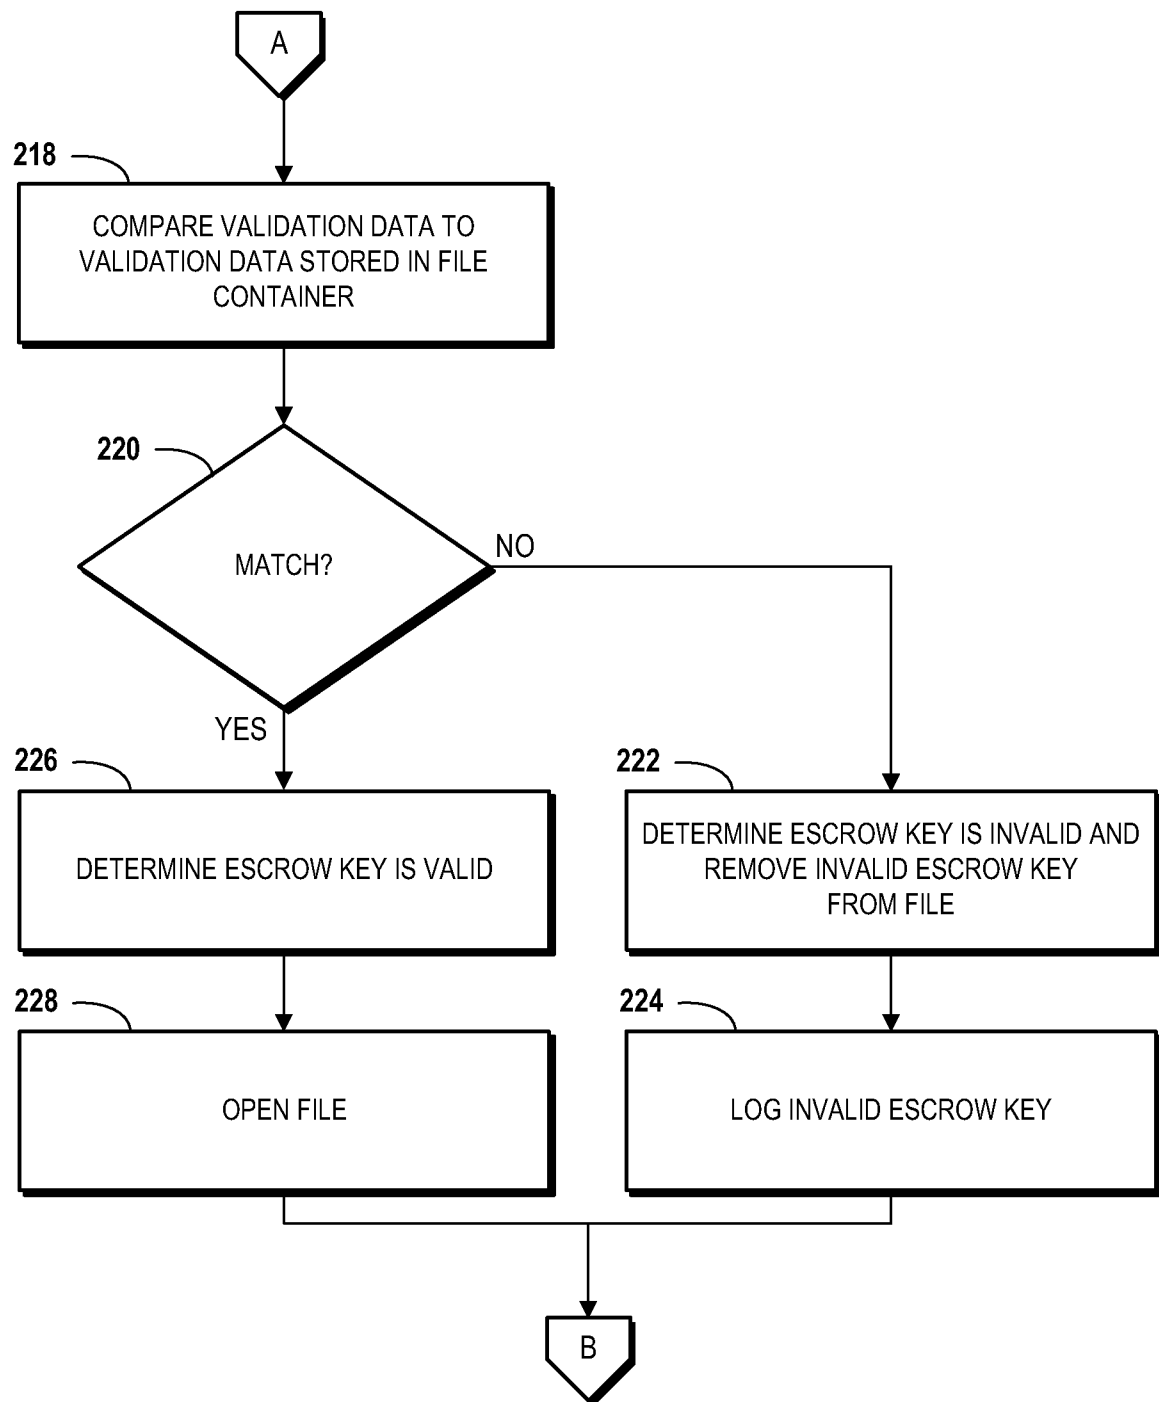 A
218
COMPARE VALIDATION DATA TO
VALIDATION DATA STORED IN FILE
CONTAINER
220
MATCH?
NO
YES
226
DETERMINE ESCROW KEY IS VALID
222
DETERMINE ESCROW KEY IS INVALID AND
REMOVE INVALID ESCROW KEY
FROM FILE
228
OPEN FILE
224
LOG INVALID ESCROW KEY
B